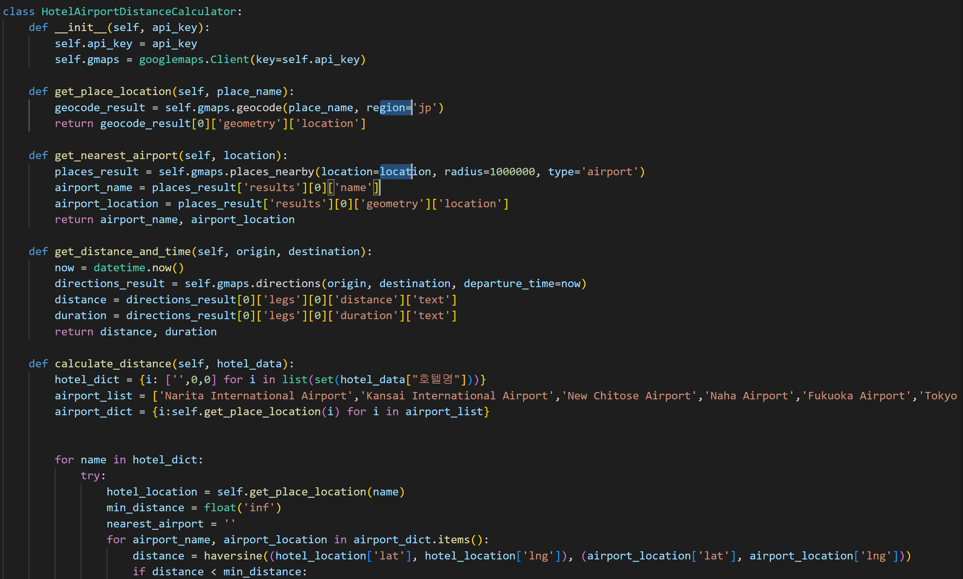 class HotelAirportDistanceCalculator:
    def __init__(self, api_key):
        self.api_key = api_key
        self.gmaps = googlemaps.Client(key=self.api_key)

    def get_place_location(self, place_name):
        geocode_result = self.gmaps.geocode(place_name, region='jp')
        return geocode_result[0]['geometry']['location']

    def get_nearest_airport(self, location):
        places_result = self.gmaps.places_nearby(location=location, radius=1000000, type='airport')
        airport_name = places_result['results'][0]['name']
        airport_location = places_result['results'][0]['geometry']['location']
        return airport_name, airport_location

    def get_distance_and_time(self, origin, destination):
        now = datetime.now()
        directions_result = self.gmaps.directions(origin, destination, departure_time=now)
        distance = directions_result[0]['legs'][0]['distance']['text']
        duration = directions_result[0]['legs'][0]['duration']['text']
        return distance, duration

    def calculate_distance(self, hotel_data):
        hotel_dict = {i: ['',0,0] for i in list(set(hotel_data["호텔명"]))}
        airport_list = ['Narita International Airport','Kansai International Airport','New Chitose Airport','Naha Airport','Fukuoka Airport','Tokyo
        airport_dict = {i:self.get_place_location(i) for i in airport_list}

        for name in hotel_dict:
            try:
                hotel_location = self.get_place_location(name)
                min_distance = float('inf')
                nearest_airport = ''
                for airport_name, airport_location in airport_dict.items():
                    distance = haversine((hotel_location['lat'], hotel_location['lng']), (airport_location['lat'], airport_location['lng']))
                    if distance < min_distance: